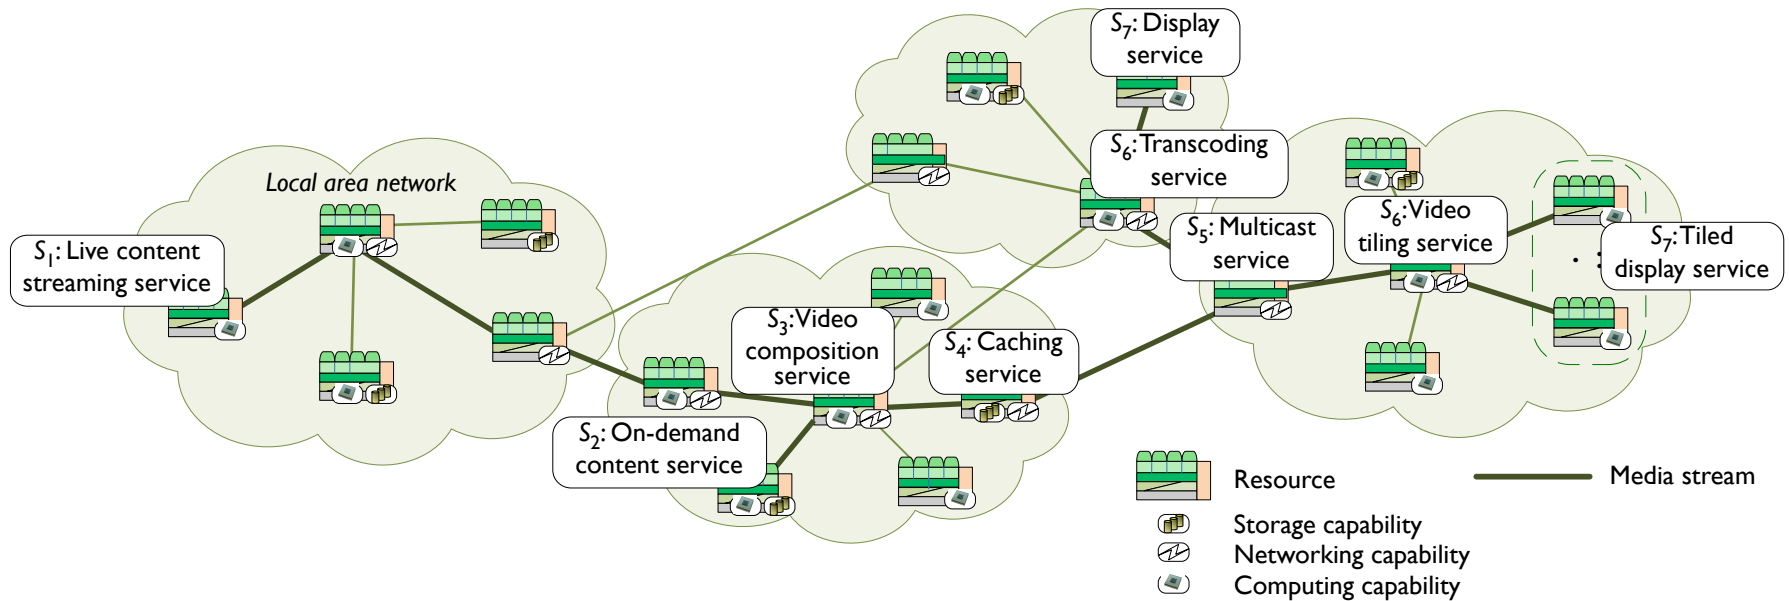 S7: Display
service
S6: Transcoding
service
Local area network
S1: Live content
streaming service
S5: Multicast
service
S6: Video
tiling service
S7: Tiled
display service
S3: Video
composition
service
S4: Caching
service
S2: On-demand
content service
Resource
Media stream
Storage capability
Networking capability
Computing capability